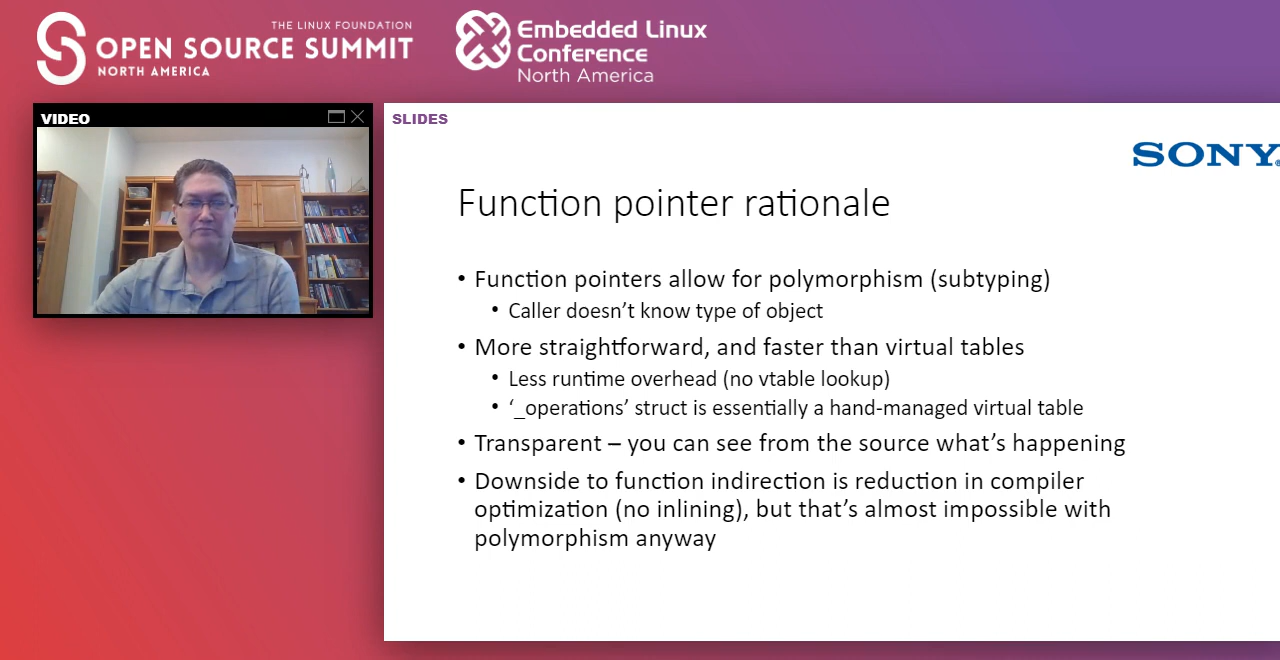 THE LINUX FOUNDATION
OPEN SOURCE SUMMIT
NORTH AMERICA
Embedded Linux
Conference
North America
VIDEO
SLIDES
SONY
Function pointer rationale
• Function pointers allow for polymorphism (subtyping)
• Caller doesn’t know type of object
• More straightforward, and faster than virtual tables
• Less runtime overhead (no vtable lookup)
• ‘_operations’ struct is essentially a hand-managed virtual table
• Transparent – you can see from the source what’s happening
• Downside to function indirection is reduction in compiler
optimization (no inlining), but that’s almost impossible with
polymorphism anyway